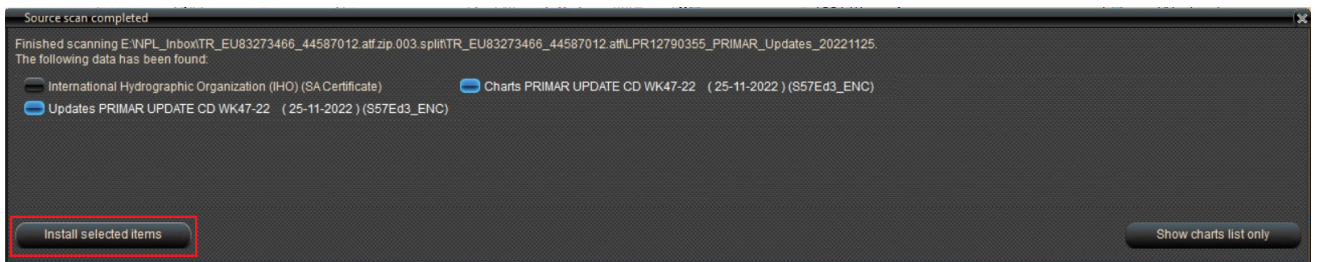 Source scan completed
Finished scanning E:\NPL_Inbox\TR_EU83273466_44587012.atf.zip.003.split\TR_EU83273466_44587012.atf\LPR12790355_PRIMAR_Updates_20221125.
The following data has been found:
International Hydrographic Organization (IHO) (SA Certificate)
Charts PRIMAR UPDATE CD WK47-22 ( 25-11-2022 ) (S57Ed3_ENC)
Updates PRIMAR UPDATE CD WK47-22 ( 25-11-2022 ) (S57Ed3_ENC)
Install selected items
Show charts list only